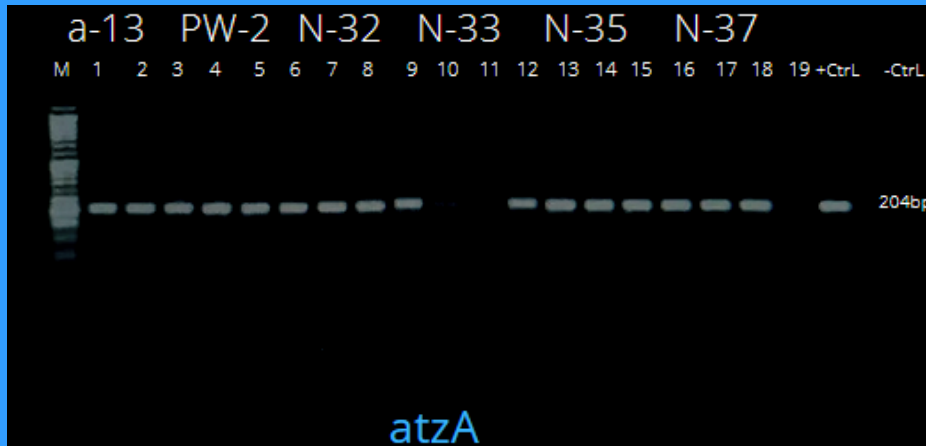 a-13 PW-2 N-32 N-33 N-35 N-37
M 1 2 3 4 5 6 7 8 9 10 11 12 13 14 15 16 17 18 19 +CtrL -CtrL
204bp
atzA